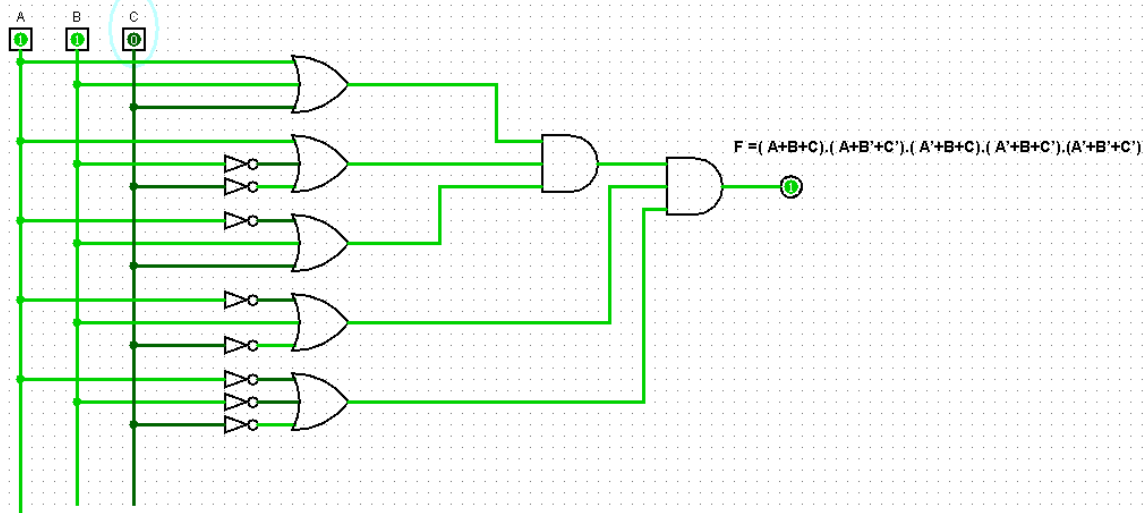 A B C
1 1 0
F =( A+B+C).( A+B'+C').( A'+B+C).( A'+B+C').(A'+B'+C')
1